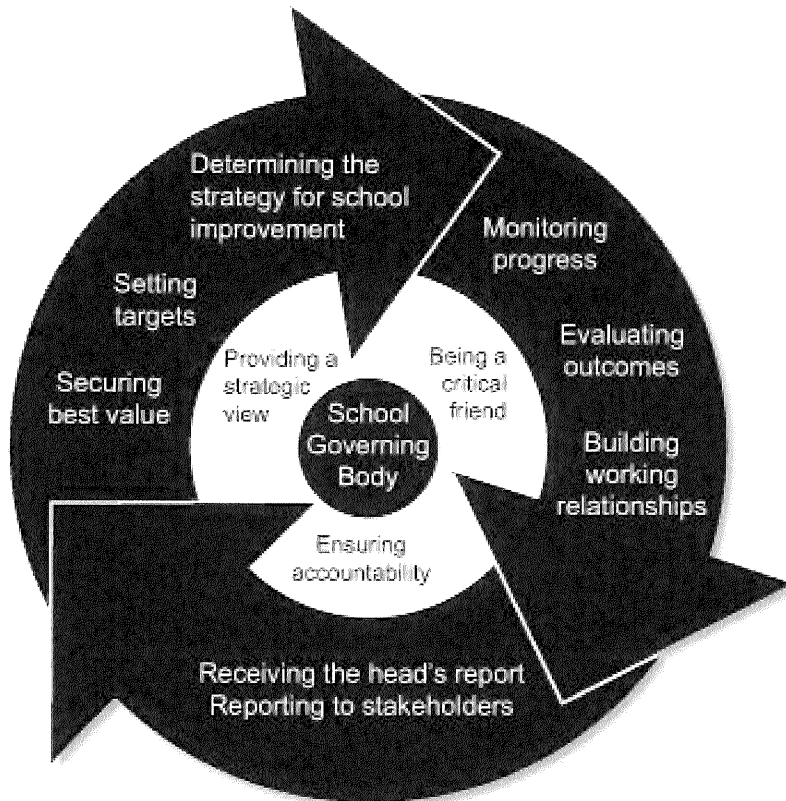 Determining the
strategy for school
improvement
Setting
targets
Securing
best value
Monitoring
progress
Evaluating
outcomes
Building
working
relationships
Providing a
strategic
view
Being a
critical
friend
School
Governing
Body
Ensuring
accountability
Receiving the head's report
Reporting to stakeholders